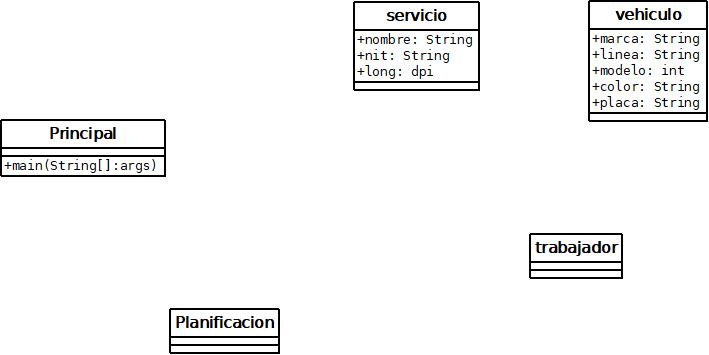 servicio
+nombre: String
+nit: String
+long: dpi
vehiculo
+marca: String
+linea: String
+modelo: int
+color: String
+placa: String
Principal
+main(String[]:args)
trabajador
Planificacion